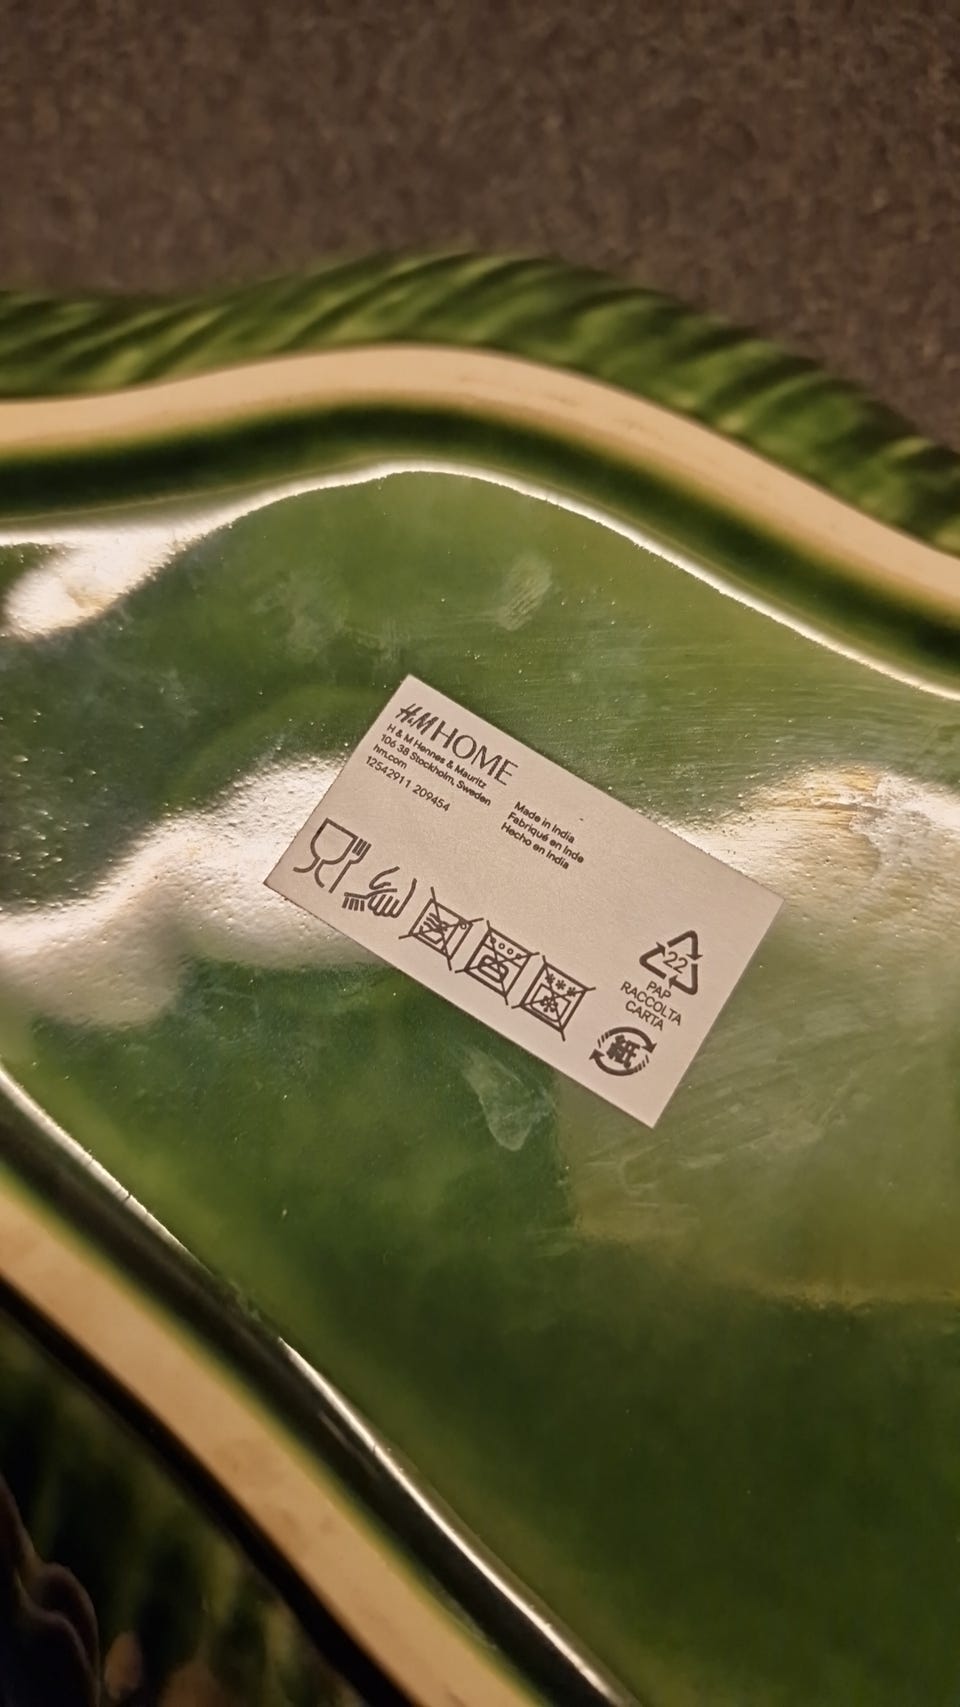 H&M HOME
H & M Hennes & Mauritz
106 38 Stockholm, Sweden
hm.com
12542911 209454
Made in India
Fabriqué en Inde
Hecho en India
22
PAP
RACCOLTA
CARTA
紙